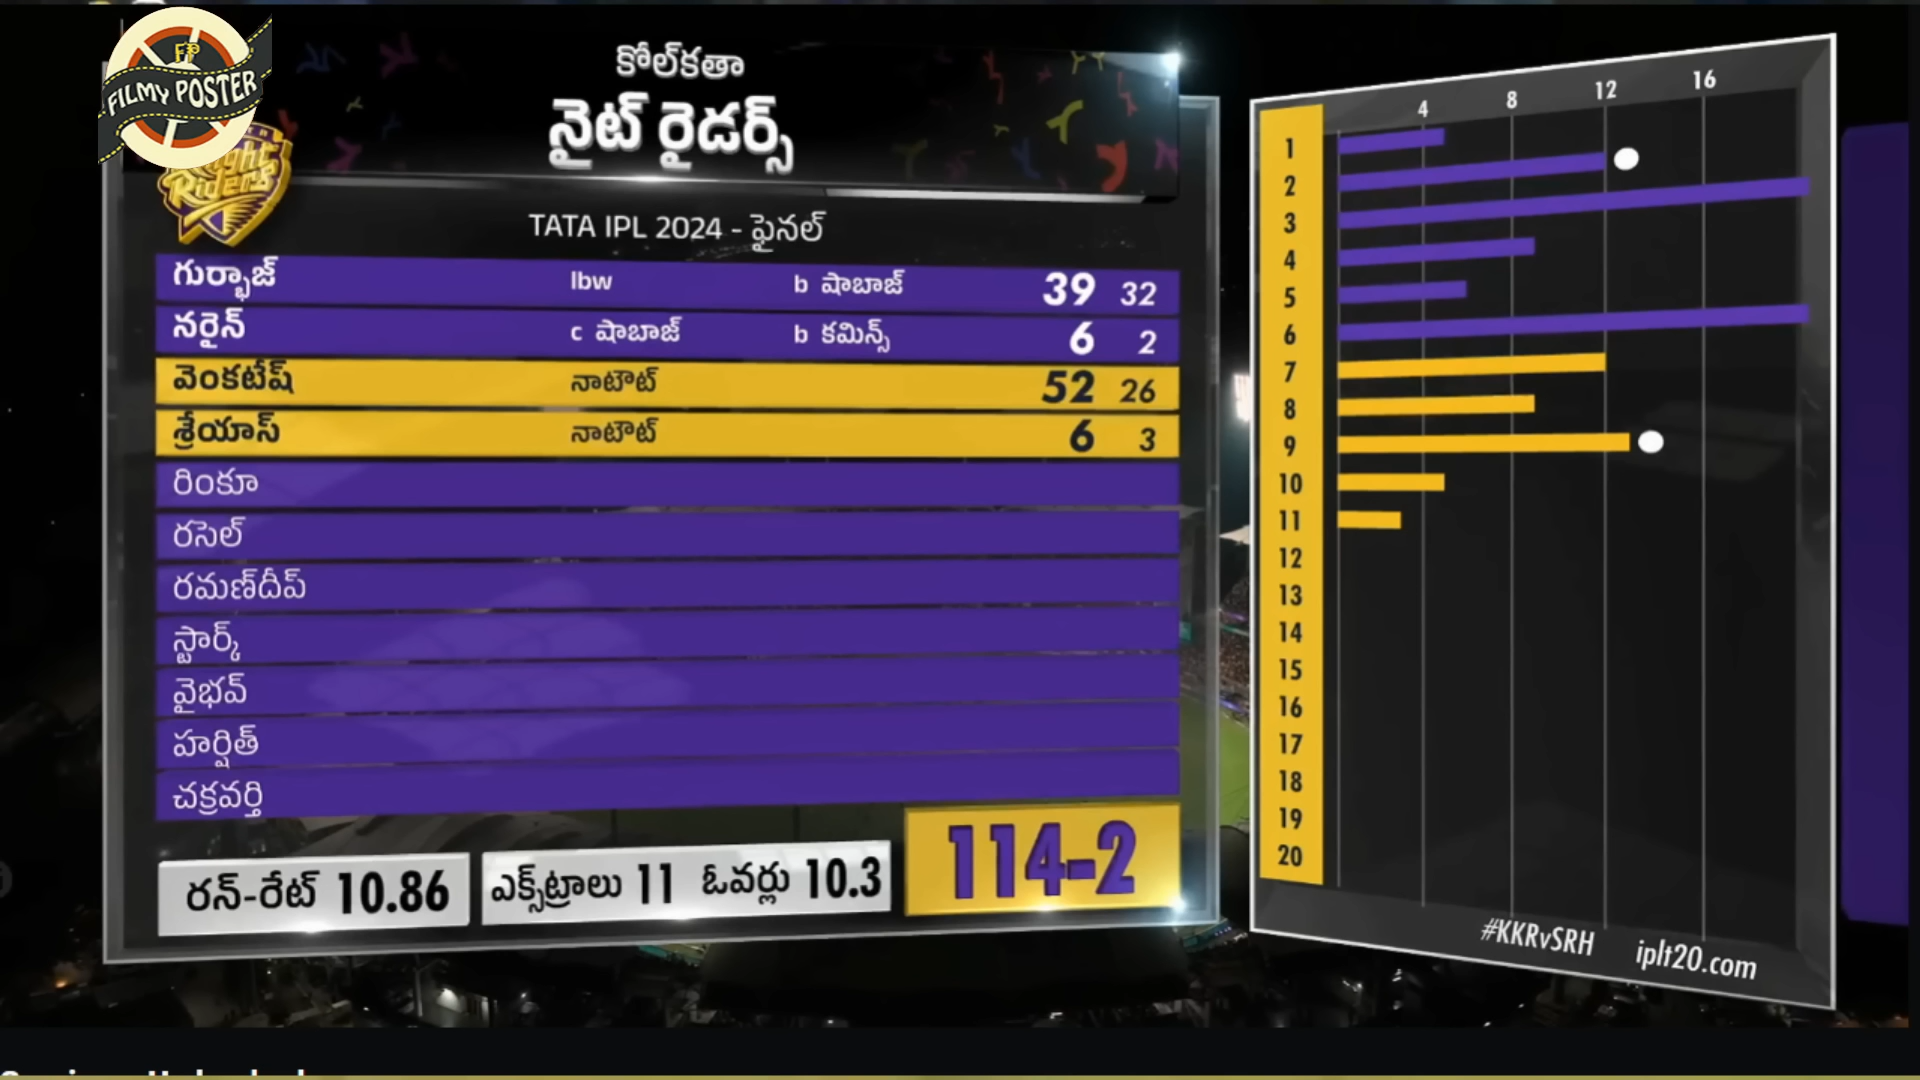 FP
FILMY POSTER
Knight
Riders
కోల్‌కతా
నైట్ రైడర్స్
TATA IPL 2024 - ఫైనల్
గుర్భాజ్ lbw b షాబాజ్ 39 32
నరైన్ c షాబాజ్ b కమిన్స్ 6 2
వెంకటేష్ నాటౌట్ 52 26
శ్రేయాస్ నాటౌట్ 6 3
రింకూ
రసెల్
రమణ్‌దీప్
స్టార్క్
వైభవ్
హర్షిత్
చక్రవర్తి
రన్-రేట్ 10.86 ఎక్స్‌ట్రాలు 11 ఓవర్లు 10.3 114-2
4 8 12 16
1
2
3
4
5
6
7
8
9
10
11
12
13
14
15
16
17
18
19
20
#KKRvSRH iplt20.com